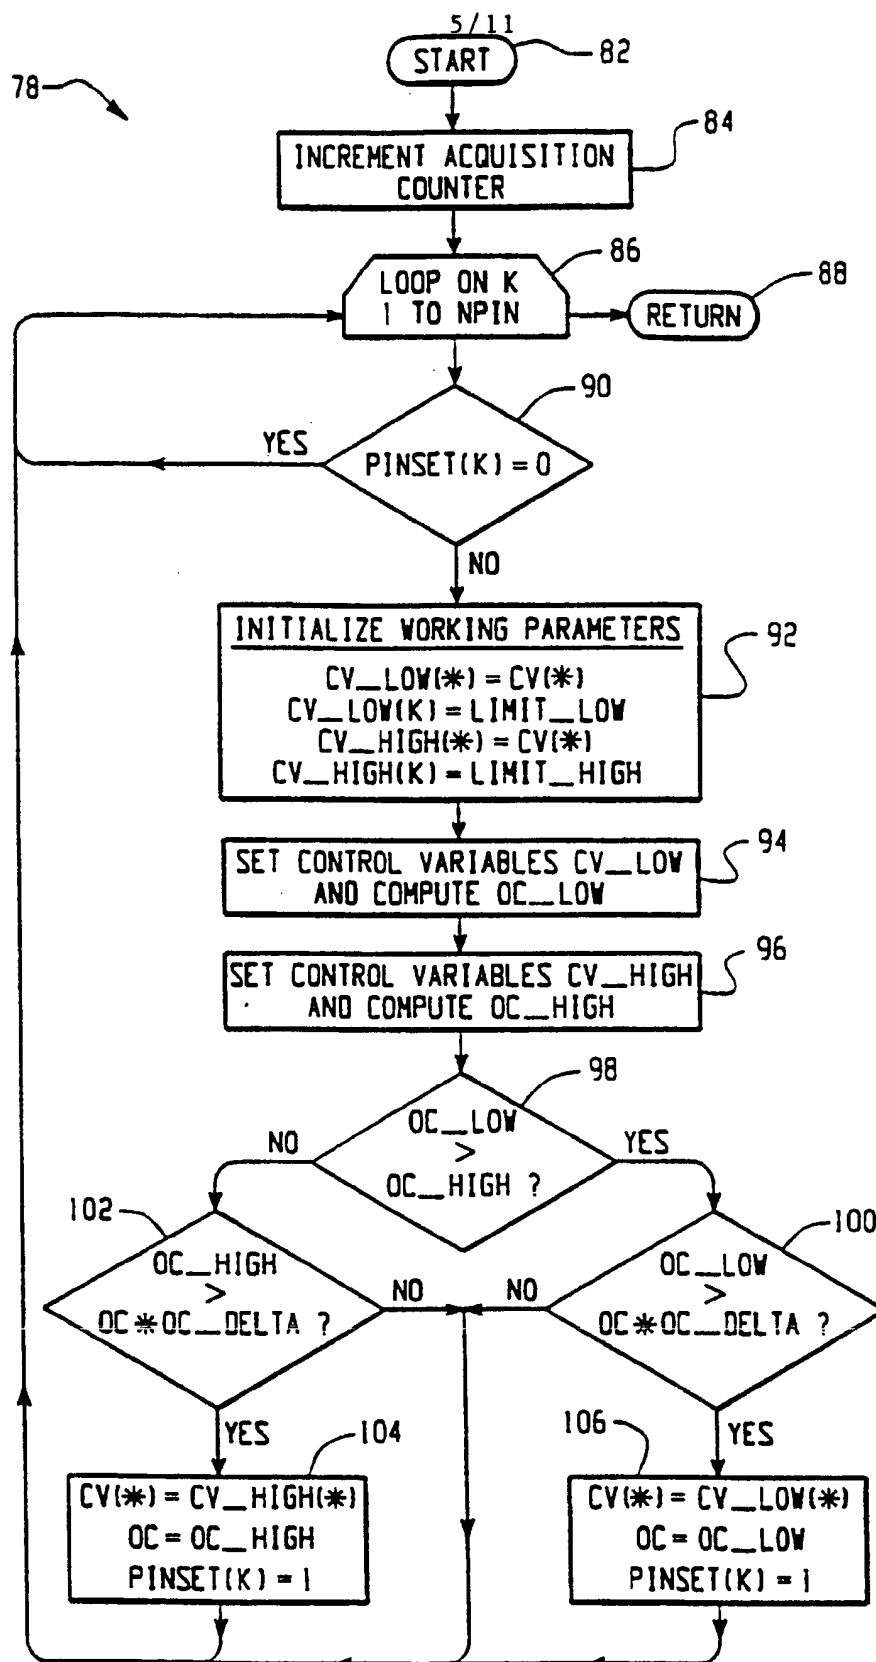 5/11
START
82
78
84
INCREMENT ACQUISITION
COUNTER
86
88
LOOP ON K
1 TO NPIN
RETURN
90
YES
PINSET(K) = 0
NO
INITIALIZE WORKING PARAMETERS
92
CV_LOW(*) = CV(*)
CV_LOW(K) = LIMIT_LOW
CV_HIGH(*) = CV(*)
CV_HIGH(K) = LIMIT_HIGH
SET CONTROL VARIABLES CV_LOW
AND COMPUTE OC_LOW
94
SET CONTROL VARIABLES CV_HIGH
AND COMPUTE OC_HIGH
96
98
OC_LOW
>
OC_HIGH ?
NO
YES
102
100
OC_HIGH
>
OC*OC_DELTA ?
NO
NO
OC_LOW
>
OC*OC_DELTA ?
YES
104
106
YES
CV(*) = CV_HIGH(*)
OC = OC_HIGH
PINSET(K) = 1
CV(*) = CV_LOW(*)
OC = OC_LOW
PINSET(K) = 1